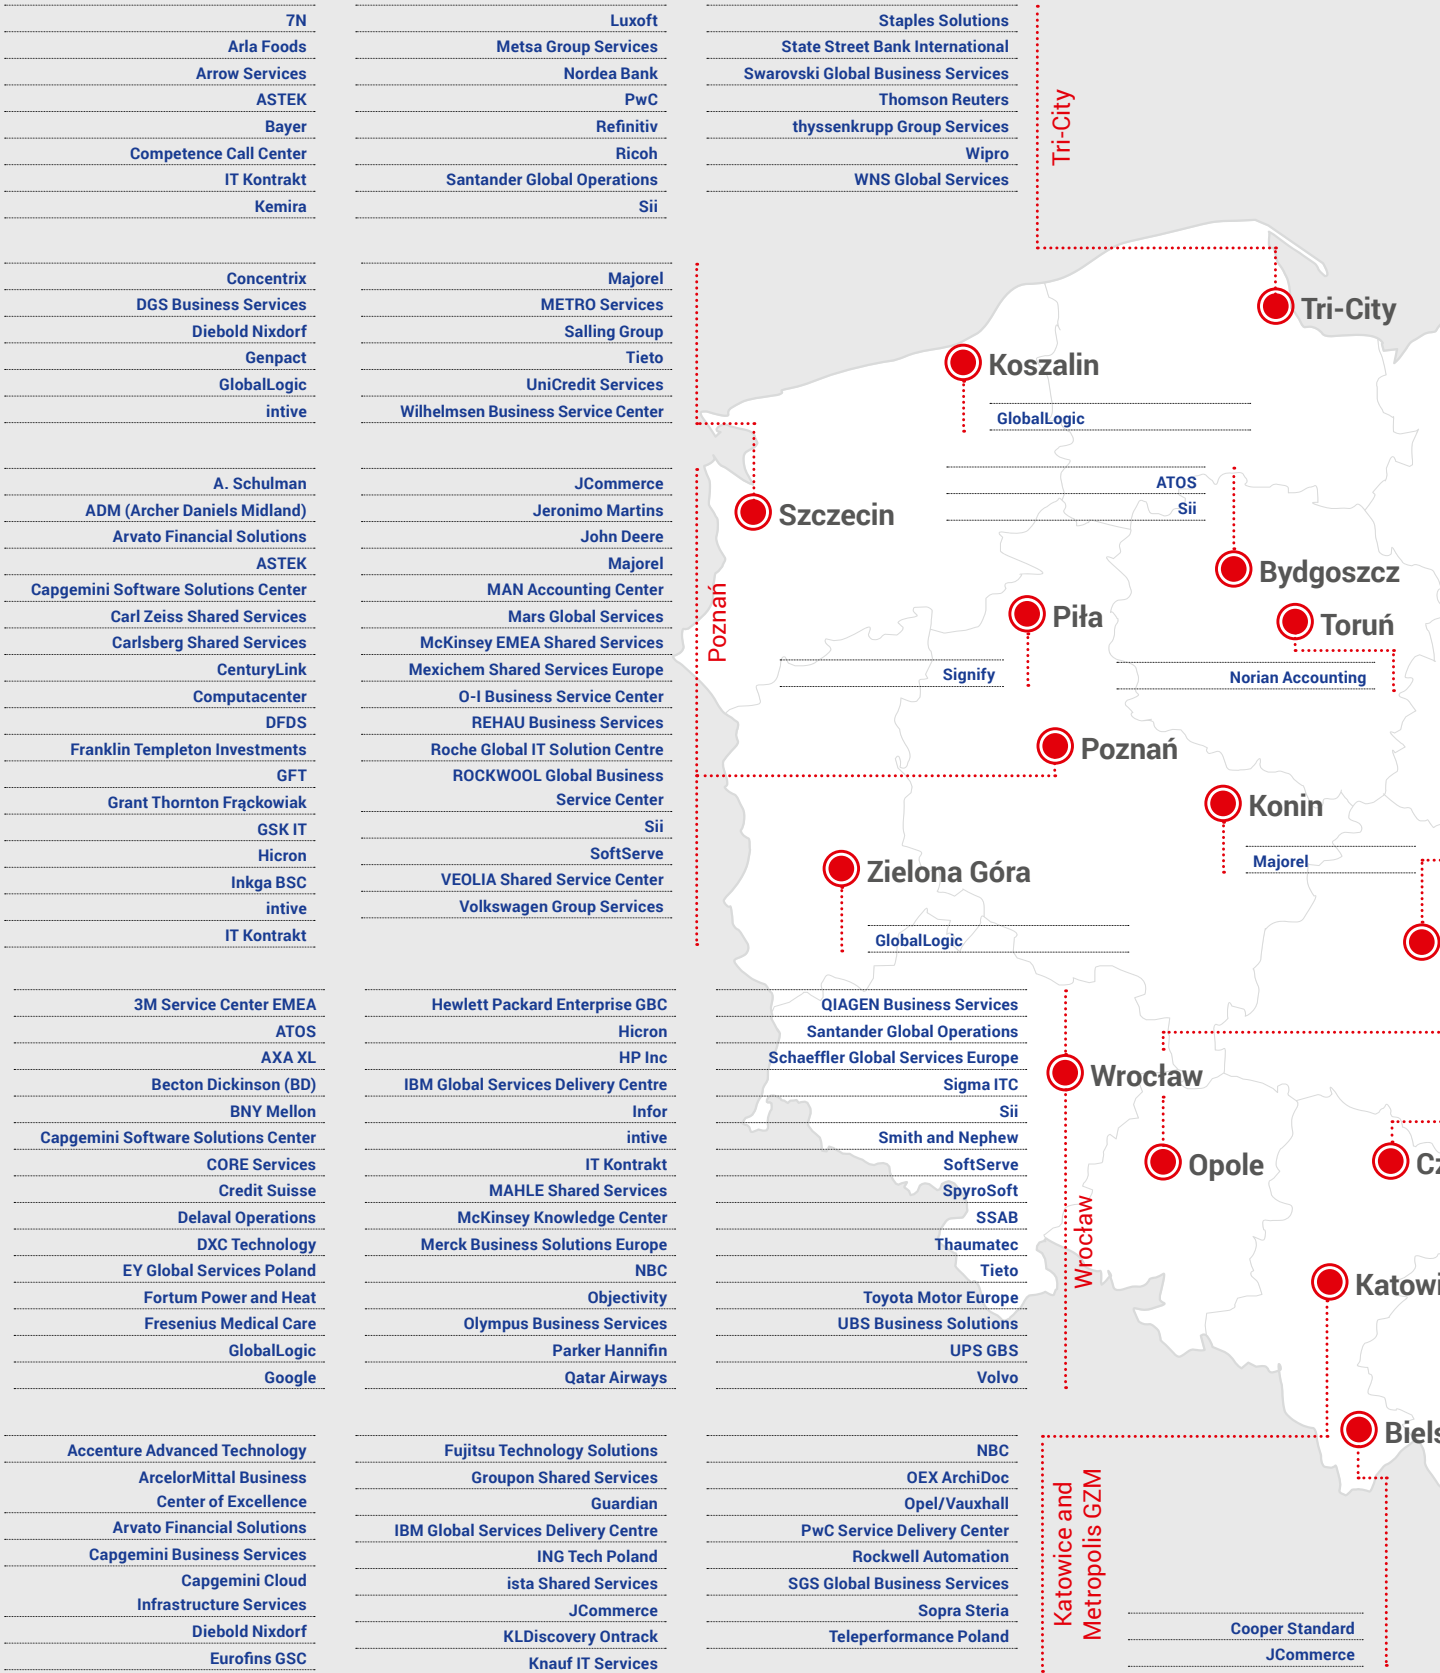 7N
Arla Foods
Arrow Services
ASTEK
Bayer
Competence Call Center
IT Kontrakt
Kemira
Luxoft
Metsa Group Services
Nordea Bank
PwC
Refinitiv
Ricoh
Santander Global Operations
Sii
Staples Solutions
State Street Bank International
Swarovski Global Business Services
Thomson Reuters
thyssenkrupp Group Services
Wipro
WNS Global Services
Tri-City
Tri-City
Concentrix
DGS Business Services
Diebold Nixdorf
Genpact
GlobalLogic
intive
Majorel
METRO Services
Salling Group
Tieto
UniCredit Services
Wilhelmsen Business Service Center
Szczecin
Koszalin
GlobalLogic
ATOS
Sii
Bydgoszcz
Toruń
Norian Accounting
Piła
Signify
A. Schulman
ADM (Archer Daniels Midland)
Arvato Financial Solutions
ASTEK
Capgemini Software Solutions Center
Carl Zeiss Shared Services
Carlsberg Shared Services
CenturyLink
Computacenter
DFDS
Franklin Templeton Investments
GFT
Grant Thornton Frąckowiak
GSK IT
Hicron
Inkga BSC
intive
IT Kontrakt
JCommerce
Jeronimo Martins
John Deere
Majorel
MAN Accounting Center
Mars Global Services
McKinsey EMEA Shared Services
Mexichem Shared Services Europe
O-I Business Service Center
REHAU Business Services
Roche Global IT Solution Centre
ROCKWOOL Global Business
Service Center
Sii
SoftServe
VEOLIA Shared Service Center
Volkswagen Group Services
Poznań
Poznań
Konin
Majorel
Zielona Góra
GlobalLogic
3M Service Center EMEA
ATOS
AXA XL
Becton Dickinson (BD)
BNY Mellon
Capgemini Software Solutions Center
CORE Services
Credit Suisse
Delaval Operations
DXC Technology
EY Global Services Poland
Fortum Power and Heat
Fresenius Medical Care
GlobalLogic
Google
Hewlett Packard Enterprise GBC
Hicron
HP Inc
IBM Global Services Delivery Centre
Infor
intive
IT Kontrakt
MAHLE Shared Services
McKinsey Knowledge Center
Merck Business Solutions Europe
NBC
Objectivity
Olympus Business Services
Parker Hannifin
Qatar Airways
QIAGEN Business Services
Santander Global Operations
Schaeffler Global Services Europe
Sigma ITC
Sii
Smith and Nephew
SoftServe
SpyroSoft
SSAB
Thaumatec
Tieto
Toyota Motor Europe
UBS Business Solutions
UPS GBS
Volvo
Wrocław
Wrocław
Opole
Cz
Katowi
Biels
Accenture Advanced Technology
ArcelorMittal Business
Center of Excellence
Arvato Financial Solutions
Capgemini Business Services
Capgemini Cloud
Infrastructure Services
Diebold Nixdorf
Eurofins GSC
Fujitsu Technology Solutions
Groupon Shared Services
Guardian
IBM Global Services Delivery Centre
ING Tech Poland
ista Shared Services
JCommerce
KLDiscovery Ontrack
Knauf IT Services
NBC
OEX ArchiDoc
Opel/Vauxhall
PwC Service Delivery Center
Rockwell Automation
SGS Global Business Services
Sopra Steria
Teleperformance Poland
Katowice and
Metropolis GZM
Cooper Standard
JCommerce